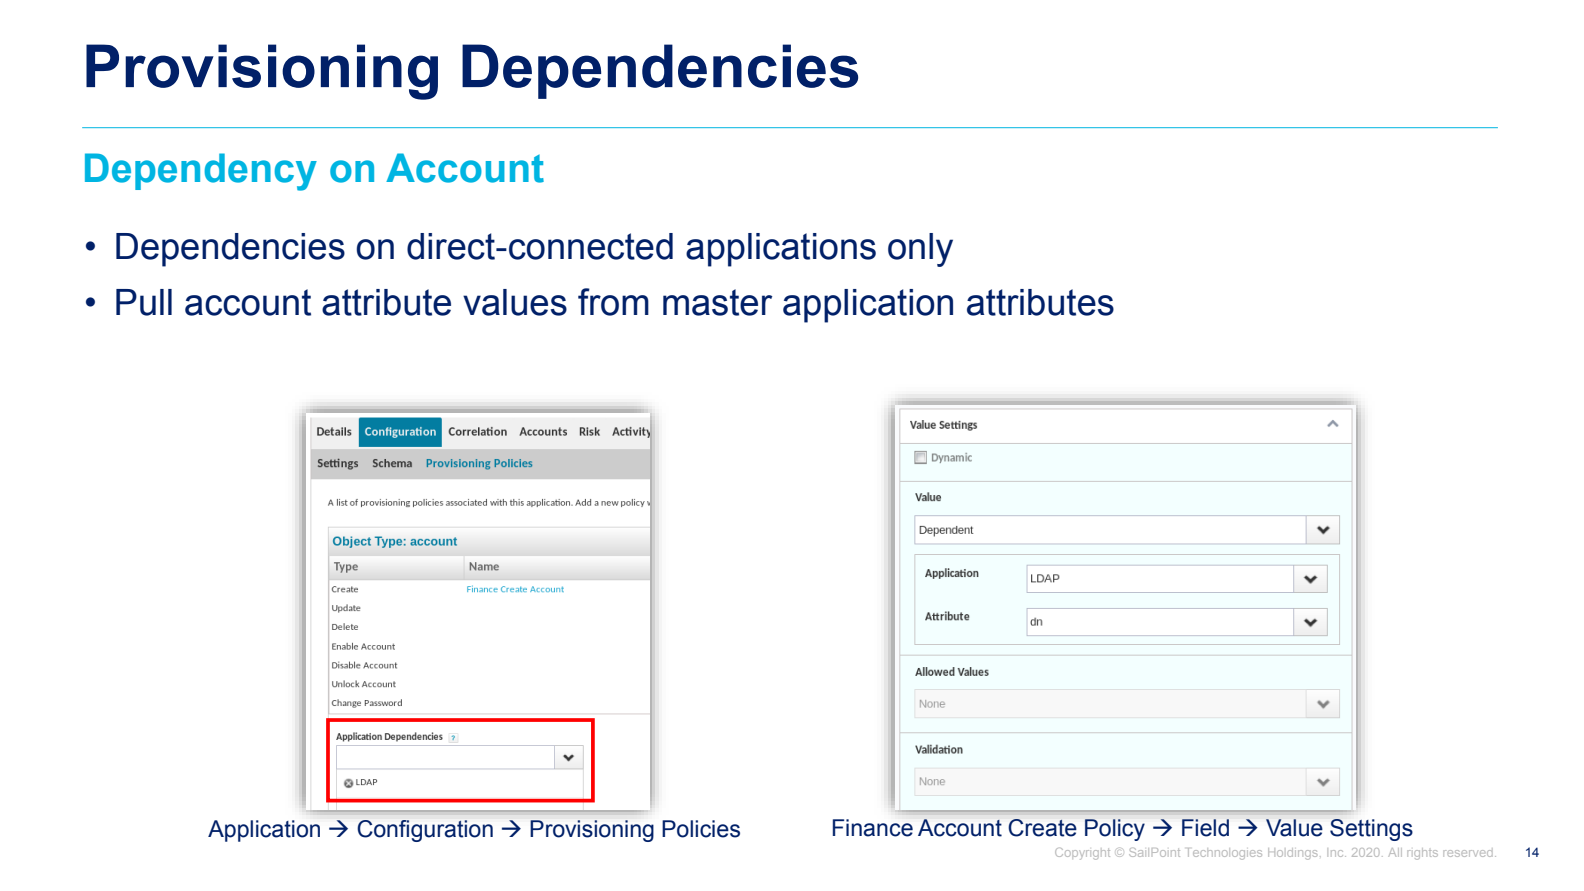 Provisioning Dependencies
Dependency on Account
• Dependencies on direct-connected applications only
• Pull account attribute values from master application attributes
Details Configuration Correlation Accounts Risk Activity
Settings Schema Provisioning Policies
A list of provisioning policies associated with this application. Add a new policy
Object Type: account
Type Name
Create Finance Create Account
Update
Delete
Enable Account
Disable Account
Unlock Account
Change Password
Application Dependencies ?
LDAP
Application → Configuration → Provisioning Policies
Value Settings
Dynamic
Value
Dependent
Application LDAP
Attribute dn
Allowed Values
None
Validation
None
Finance Account Create Policy → Field → Value Settings
Copyright © SailPoint Technologies Holdings, Inc. 2020. All rights reserved. 14